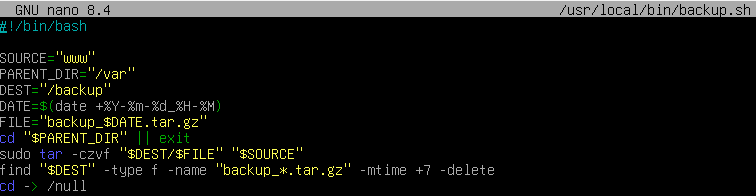 GNU nano 8.4 /usr/local/bin/backup.sh
#!/bin/bash
SOURCE="www"
PARENT_DIR="/var"
DEST="/backup"
DATE=$(date +%Y-%m-%d_%H-%M)
FILE="backup_$DATE.tar.gz"
cd "$PARENT_DIR" || exit
sudo tar -czvf "$DEST/$FILE" "$SOURCE"
find "$DEST" -type f -name "backup_*.tar.gz" -mtime +7 -delete
cd -> /null